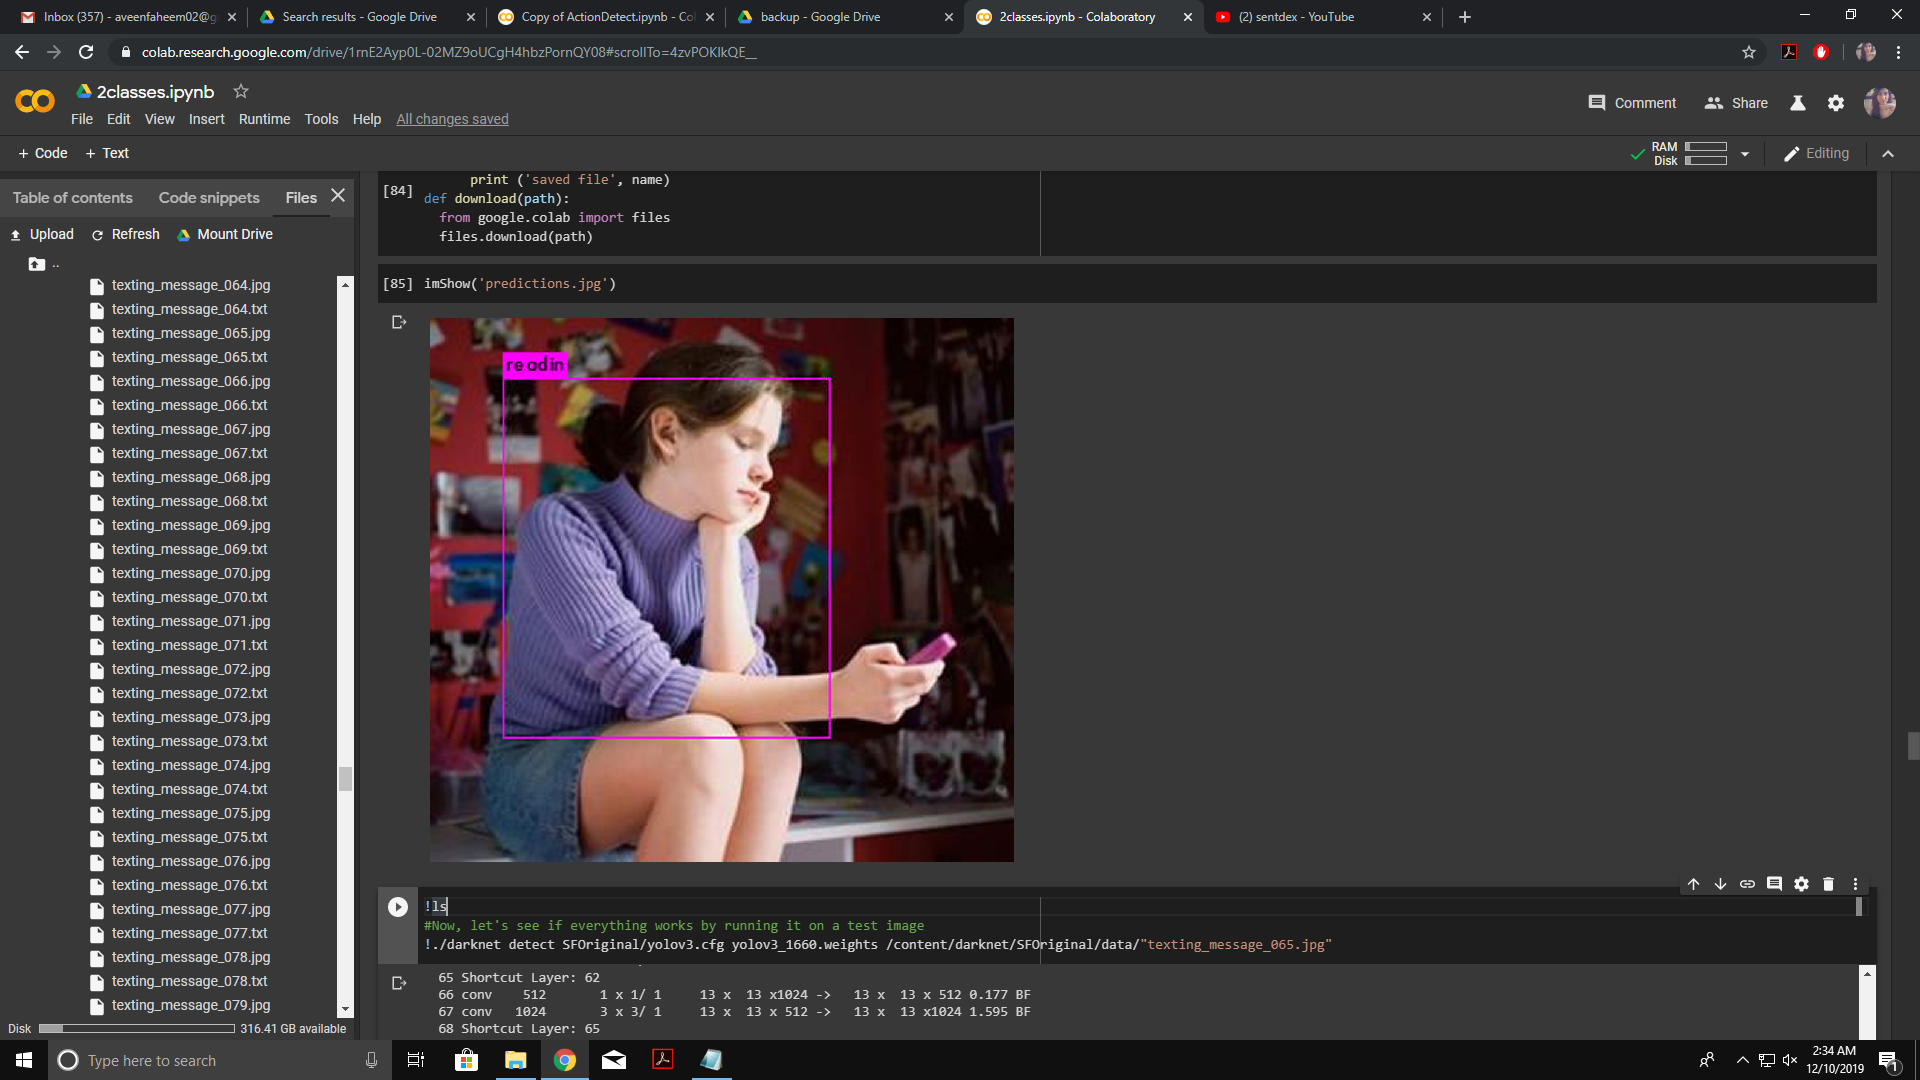 Inbox (357) - aveenfaheem02@g
Search results - Google Drive
Copy of ActionDetect.ipynb - Co
backup - Google Drive
2classes.ipynb - Colaboratory
(2) sentdex - YouTube
colab.research.google.com/drive/1rnE2Ayp0L-02MZ9oUCgH4hbzPornQY08#scrollTo=4zvPOKlkQE__
2classes.ipynb
Comment
Share
File Edit View Insert Runtime Tools Help All changes saved
+ Code + Text
RAM
Disk
Editing
Table of contents Code snippets Files
Upload Refresh Mount Drive
..
texting_message_064.jpg
texting_message_064.txt
texting_message_065.jpg
texting_message_065.txt
texting_message_066.jpg
texting_message_066.txt
texting_message_067.jpg
texting_message_067.txt
texting_message_068.jpg
texting_message_068.txt
texting_message_069.jpg
texting_message_069.txt
texting_message_070.jpg
texting_message_070.txt
texting_message_071.jpg
texting_message_071.txt
texting_message_072.jpg
texting_message_072.txt
texting_message_073.jpg
texting_message_073.txt
texting_message_074.jpg
texting_message_074.txt
texting_message_075.jpg
texting_message_075.txt
texting_message_076.jpg
texting_message_076.txt
texting_message_077.jpg
texting_message_077.txt
texting_message_078.jpg
texting_message_078.txt
texting_message_079.jpg
Disk 316.41 GB available
print ('saved file', name)
[84]
def download(path):
from google.colab import files
files.download(path)
[85] imShow('predictions.jpg')
readin
!ls
#Now, let's see if everything works by running it on a test image
!./darknet detect SFOriginal/yolov3.cfg yolov3_1660.weights /content/darknet/SFOriginal/data/"texting_message_065.jpg"
65 Shortcut Layer: 62
66 conv 512 1 x 1/ 1 13 x 13 x1024 -> 13 x 13 x 512 0.177 BF
67 conv 1024 3 x 3/ 1 13 x 13 x 512 -> 13 x 13 x1024 1.595 BF
68 Shortcut Layer: 65
Type here to search
2:34 AM
12/10/2019
1